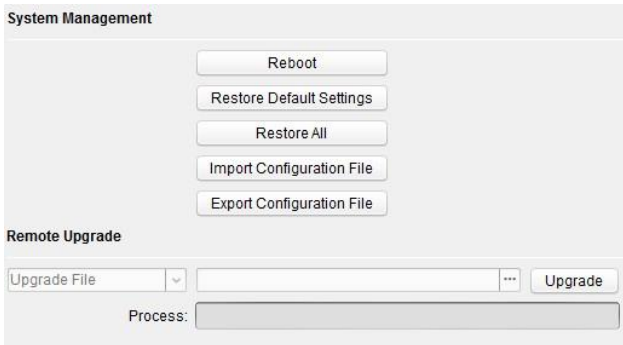 System Management
Reboot
Restore Default Settings
Restore All
Import Configuration File
Export Configuration File
Remote Upgrade
Upgrade File ... Upgrade
Process: